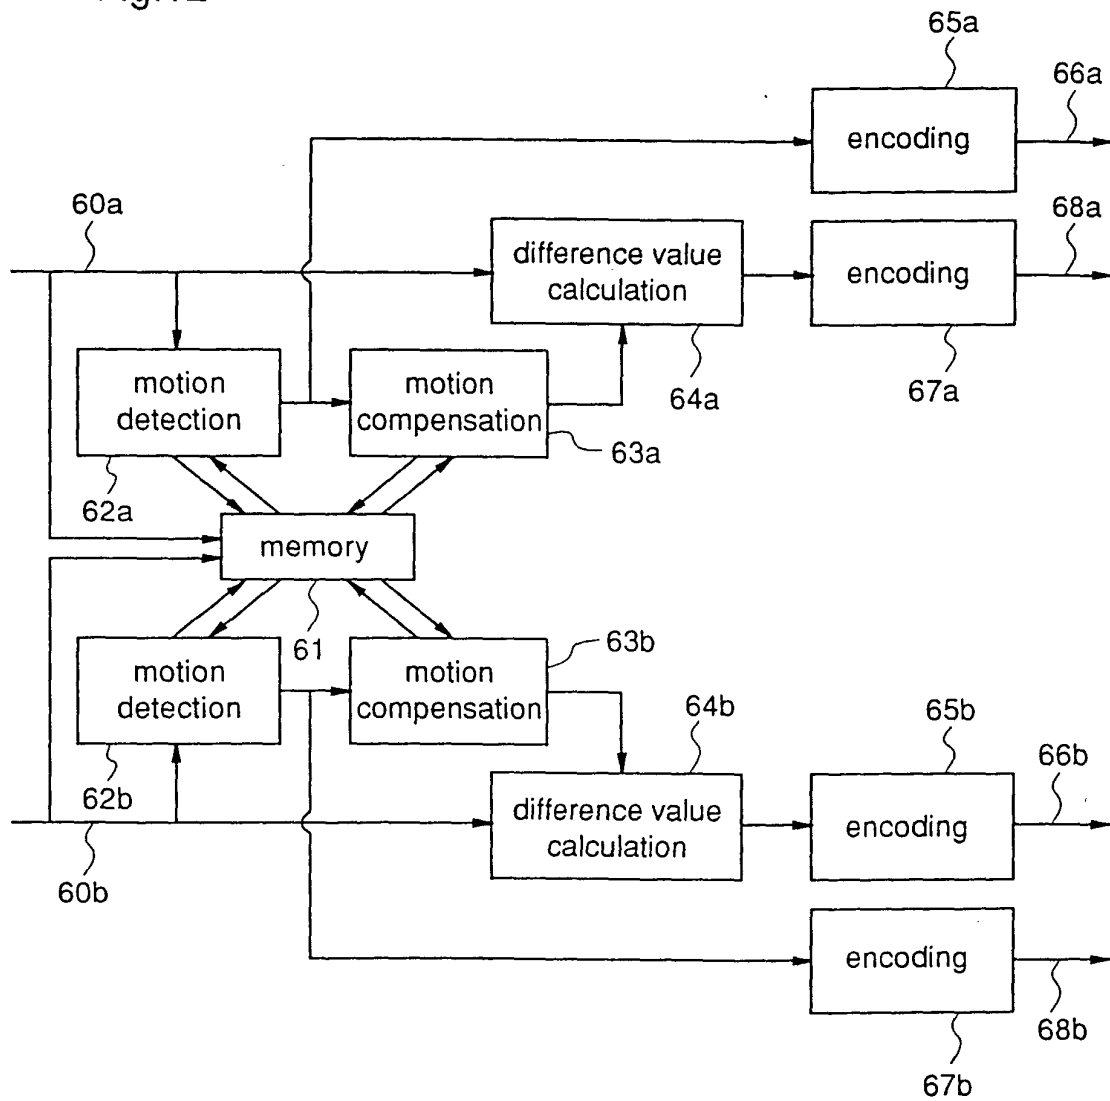 65a
66a
encoding
60a
68a
difference value
calculation
encoding
motion
detection
motion
compensation
64a
67a
63a
62a
memory
61
63b
motion
detection
motion
compensation
64b
65b
62b
66b
difference value
calculation
encoding
60b
encoding
68b
67b